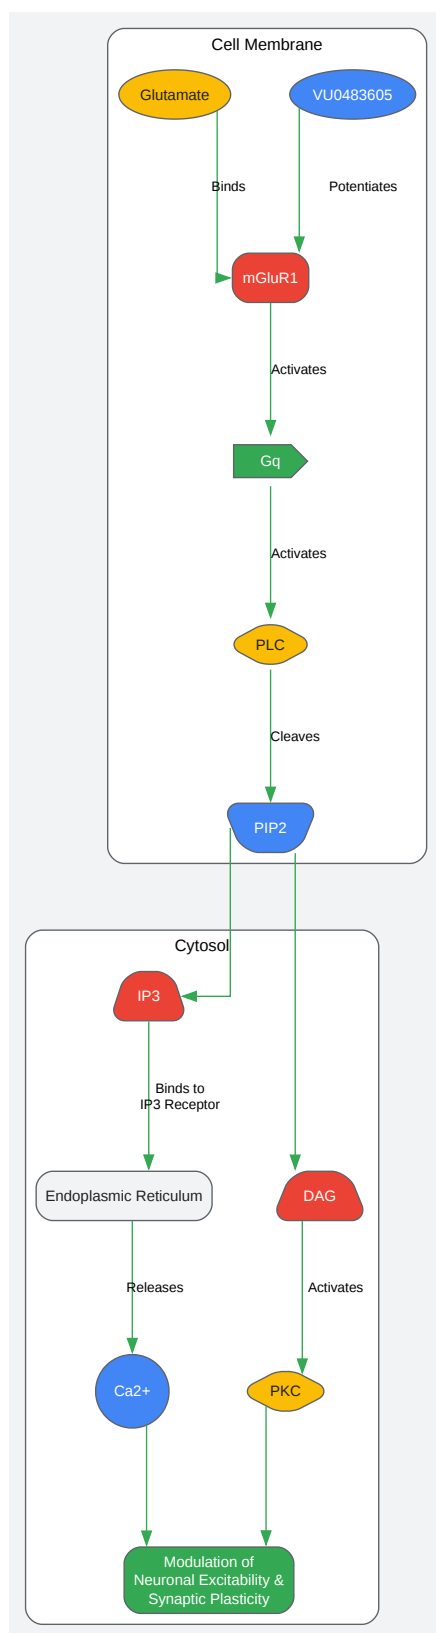 Cell Membrane
Glutamate
VU0483605
Binds
Potentiates
mGluR1
Activates
Gq
Activates
PLC
Cleaves
PIP2
Cytosol
IP3
Binds to
IP3 Receptor
Endoplasmic Reticulum
DAG
Releases
Activates
Ca2+
PKC
Modulation of
Neuronal Excitability &
Synaptic Plasticity